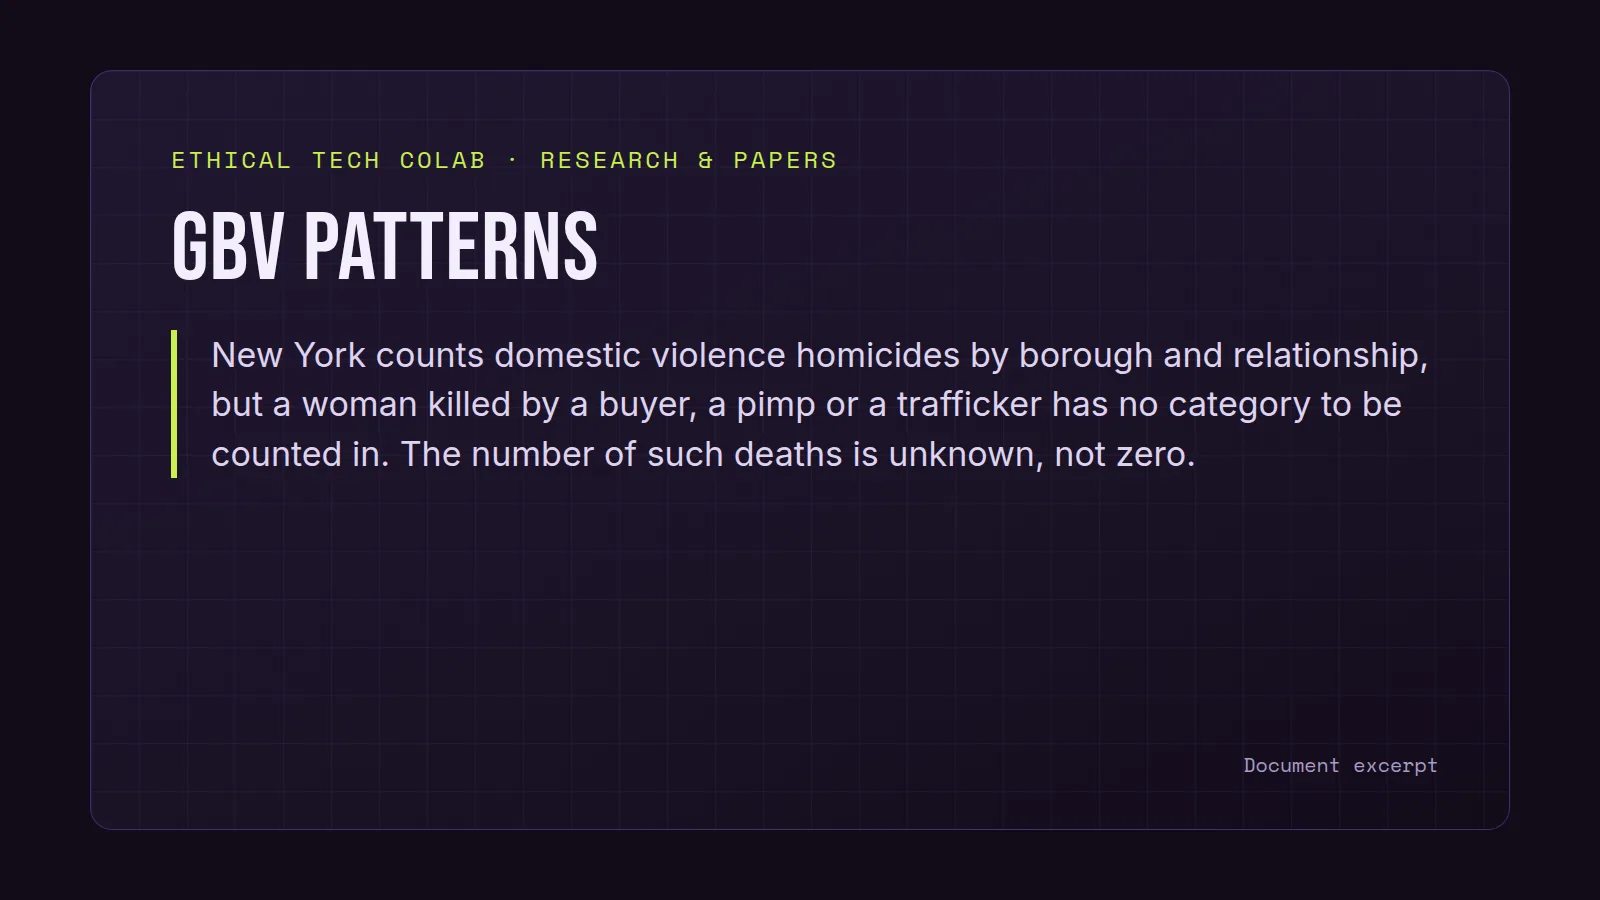 ETHICAL TECH COLAB · RESEARCH & PAPERS
GBV PATTERNS
New York counts domestic violence homicides by borough and relationship,
but a woman killed by a buyer, a pimp or a trafficker has no category to be
counted in. The number of such deaths is unknown, not zero.
Document excerpt